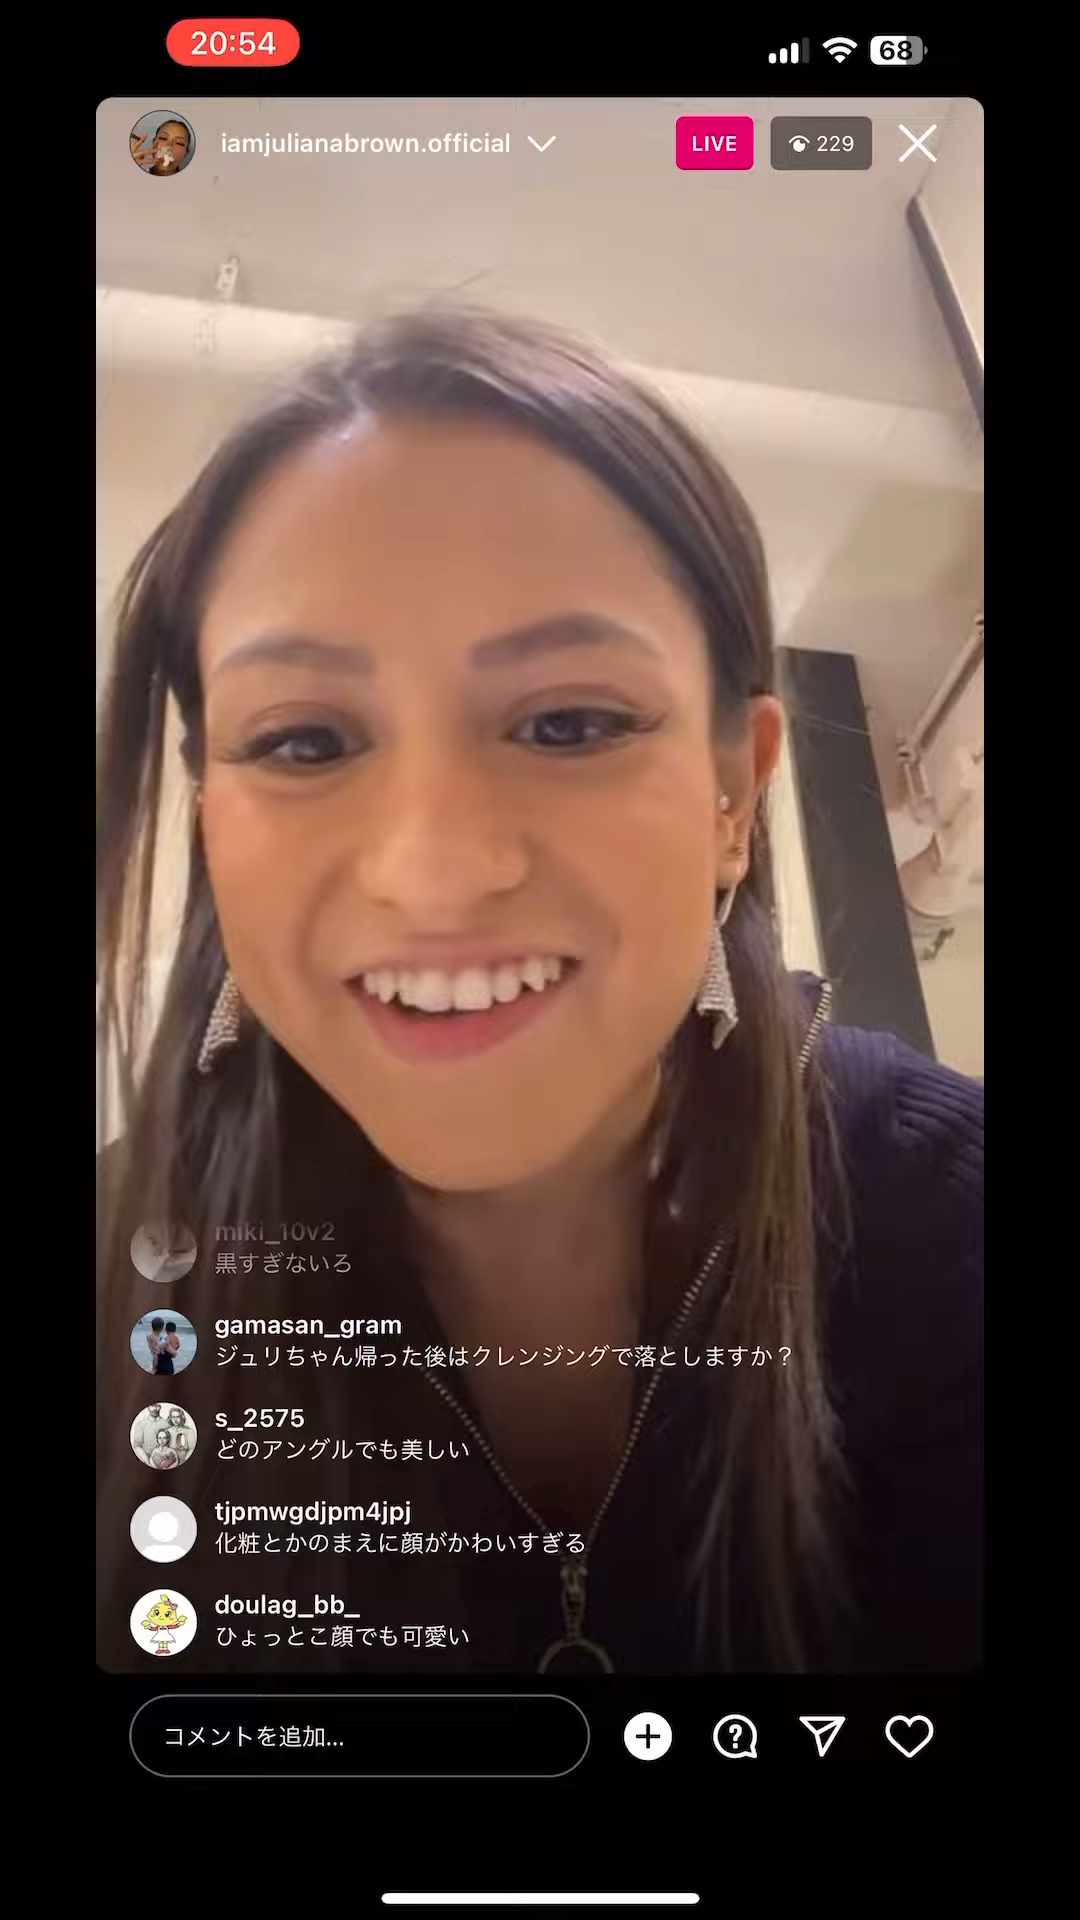 20:54
68
iamjulianabrown.official
LIVE
229
miki_10v2
黒すぎないろ
gamasan_gram
ジュリちゃん帰った後はクレンジングで落としますか？
s_2575
どのアングルでも美しい
tjpmwgdjpm4jpj
化粧とかのまえに顔がかわいすぎる
doulag_bb_
ひょっとこ顔でも可愛い
コメントを追加...